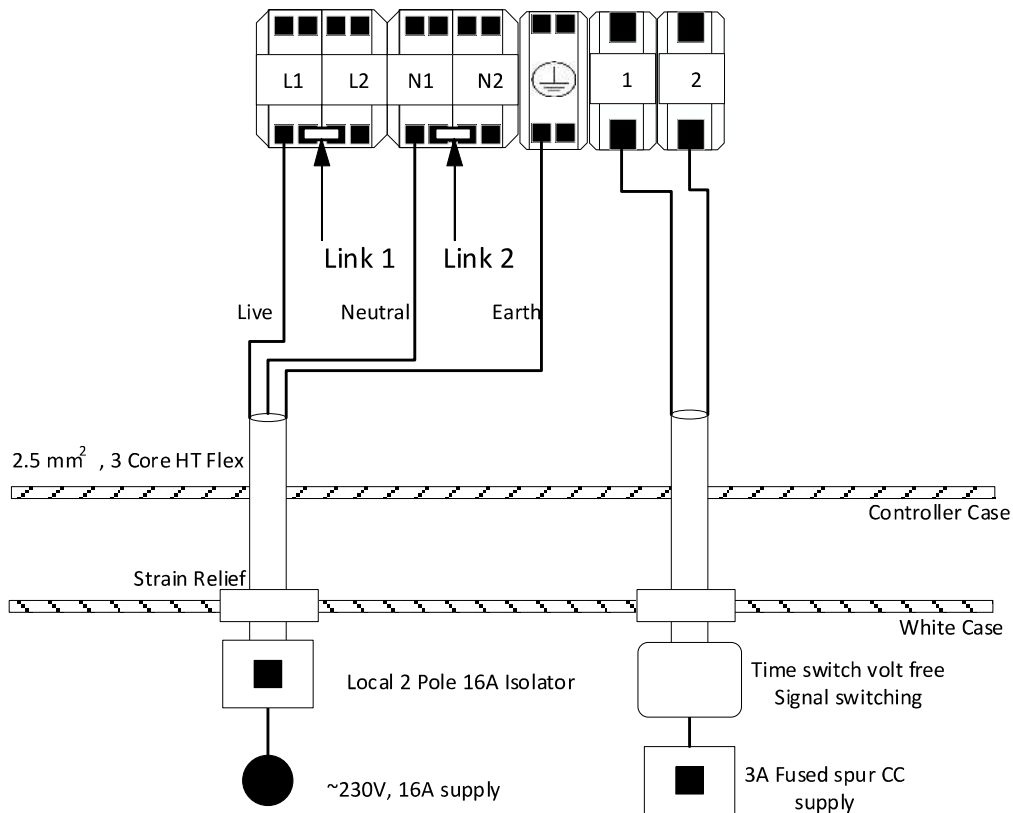 L1 L2 N1 N2 1 2
Link 1 Link 2
Live Neutral Earth
2.5 mm², 3 Core HT Flex
Controller Case
Strain Relief
White Case
Local 2 Pole 16A Isolator
Time switch volt free
Signal switching
~230V, 16A supply
3A Fused spur CC
supply